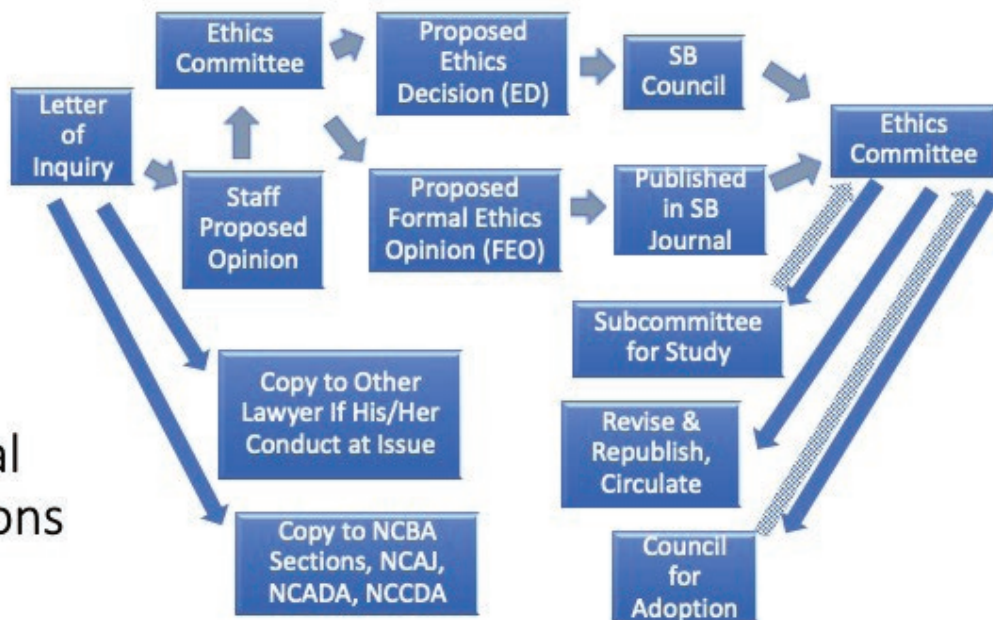 Ethics
Committee
Proposed
Ethics
Decision (ED)
SB
Council
Letter
of
Inquiry
Ethics
Committee
Staff
Proposed
Opinion
Proposed
Formal Ethics
Opinion (FEO)
Published
in SB
Journal
Subcommittee
for Study
Copy to Other
Lawyer If His/Her
Conduct at Issue
Revise &
Republish,
Circulate
Copy to NCBA
Sections, NCAJ,
NCADA, NCCDA
Council
for
Adoption